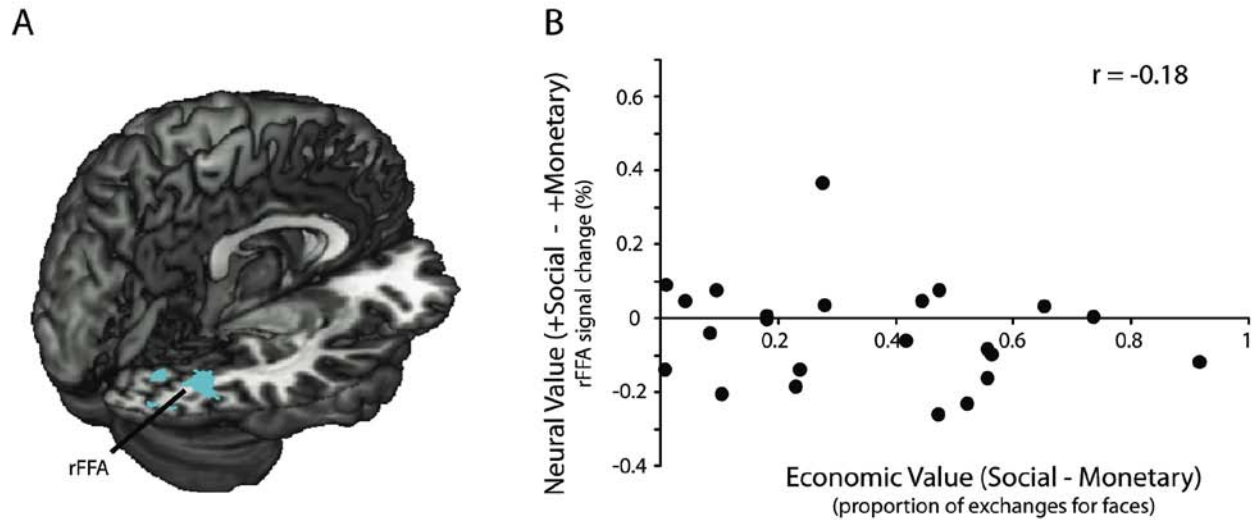 A
rFFA
B
Neural Value (+Social - +Monetary)
rFFA signal change (%)
r = -0.18
0.6
0.4
0.2
0
-0.2
-0.4
0.2
0.4
0.6
0.8
1
Economic Value (Social - Monetary)
(proportion of exchanges for faces)